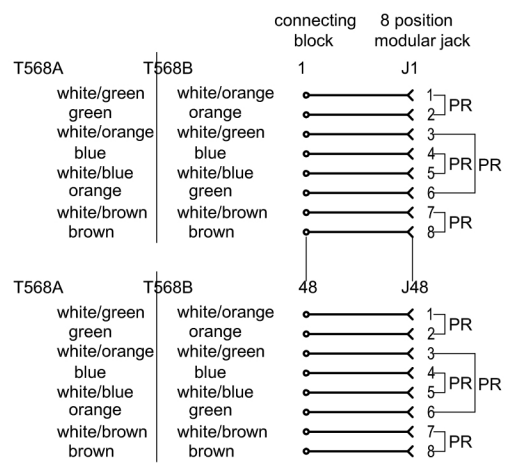 connecting 8 position
block modular jack
T568A T568B 1 J1
white/green white/orange 1
green orange 2 PR
white/orange white/green 3
blue blue 4
white/blue white/blue 5 PR PR
orange green 6
white/brown white/brown 7
brown brown 8 PR
T568A T568B 48 J48
white/green white/orange 1
green orange 2 PR
white/orange white/green 3
blue blue 4
white/blue white/blue 5 PR PR
orange green 6
white/brown white/brown 7
brown brown 8 PR